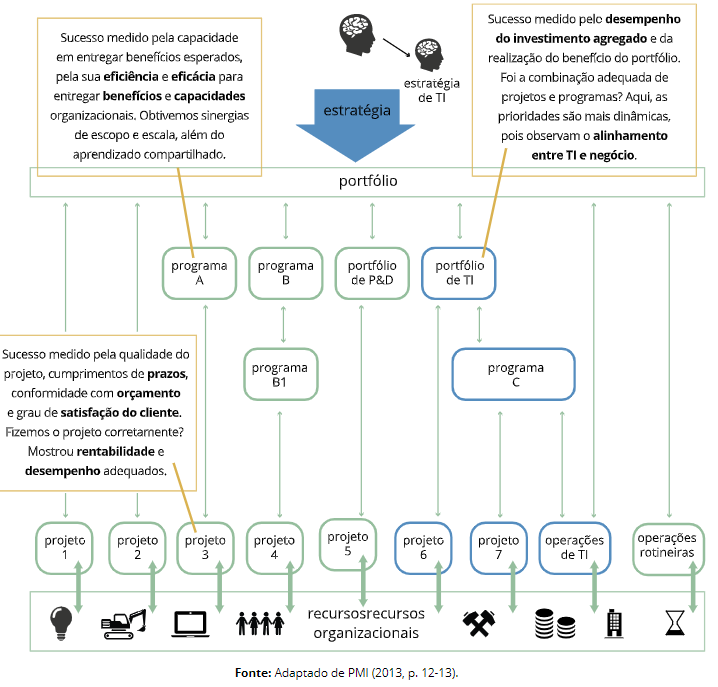 Sucesso medido pela capacidade
em entregar benefícios esperados,
pela sua eficiência e eficácia para
entregar benefícios e capacidades
organizacionais. Obtivemos sinergias
de escopo e escala, além do
aprendizado compartilhado.
estratégia
de TI
estratégia
Sucesso medido pelo desempenho
do investimento agregado e da
realização do benefício do portfólio.
Foi a combinação adequada de
projetos e programas? Aqui, as
prioridades são mais dinâmicas,
pois observam o alinhamento
entre TI e negócio.
portfólio
programa
A
programa
B
portfólio
de P&D
portfólio
de TI
Sucesso medido pela qualidade do
projeto, cumprimentos de prazos,
conformidade com orçamento
e grau de satisfação do cliente.
Fizemos o projeto corretamente?
Mostrou rentabilidade e
desempenho adequados.
programa
B1
programa
C
projeto
1
projeto
2
projeto
3
projeto
4
projeto
5
projeto
6
projeto
7
operações
de TI
operações
rotineiras
recursosrecursos
organizacionais
Fonte: Adaptado de PMI (2013, p. 12-13).